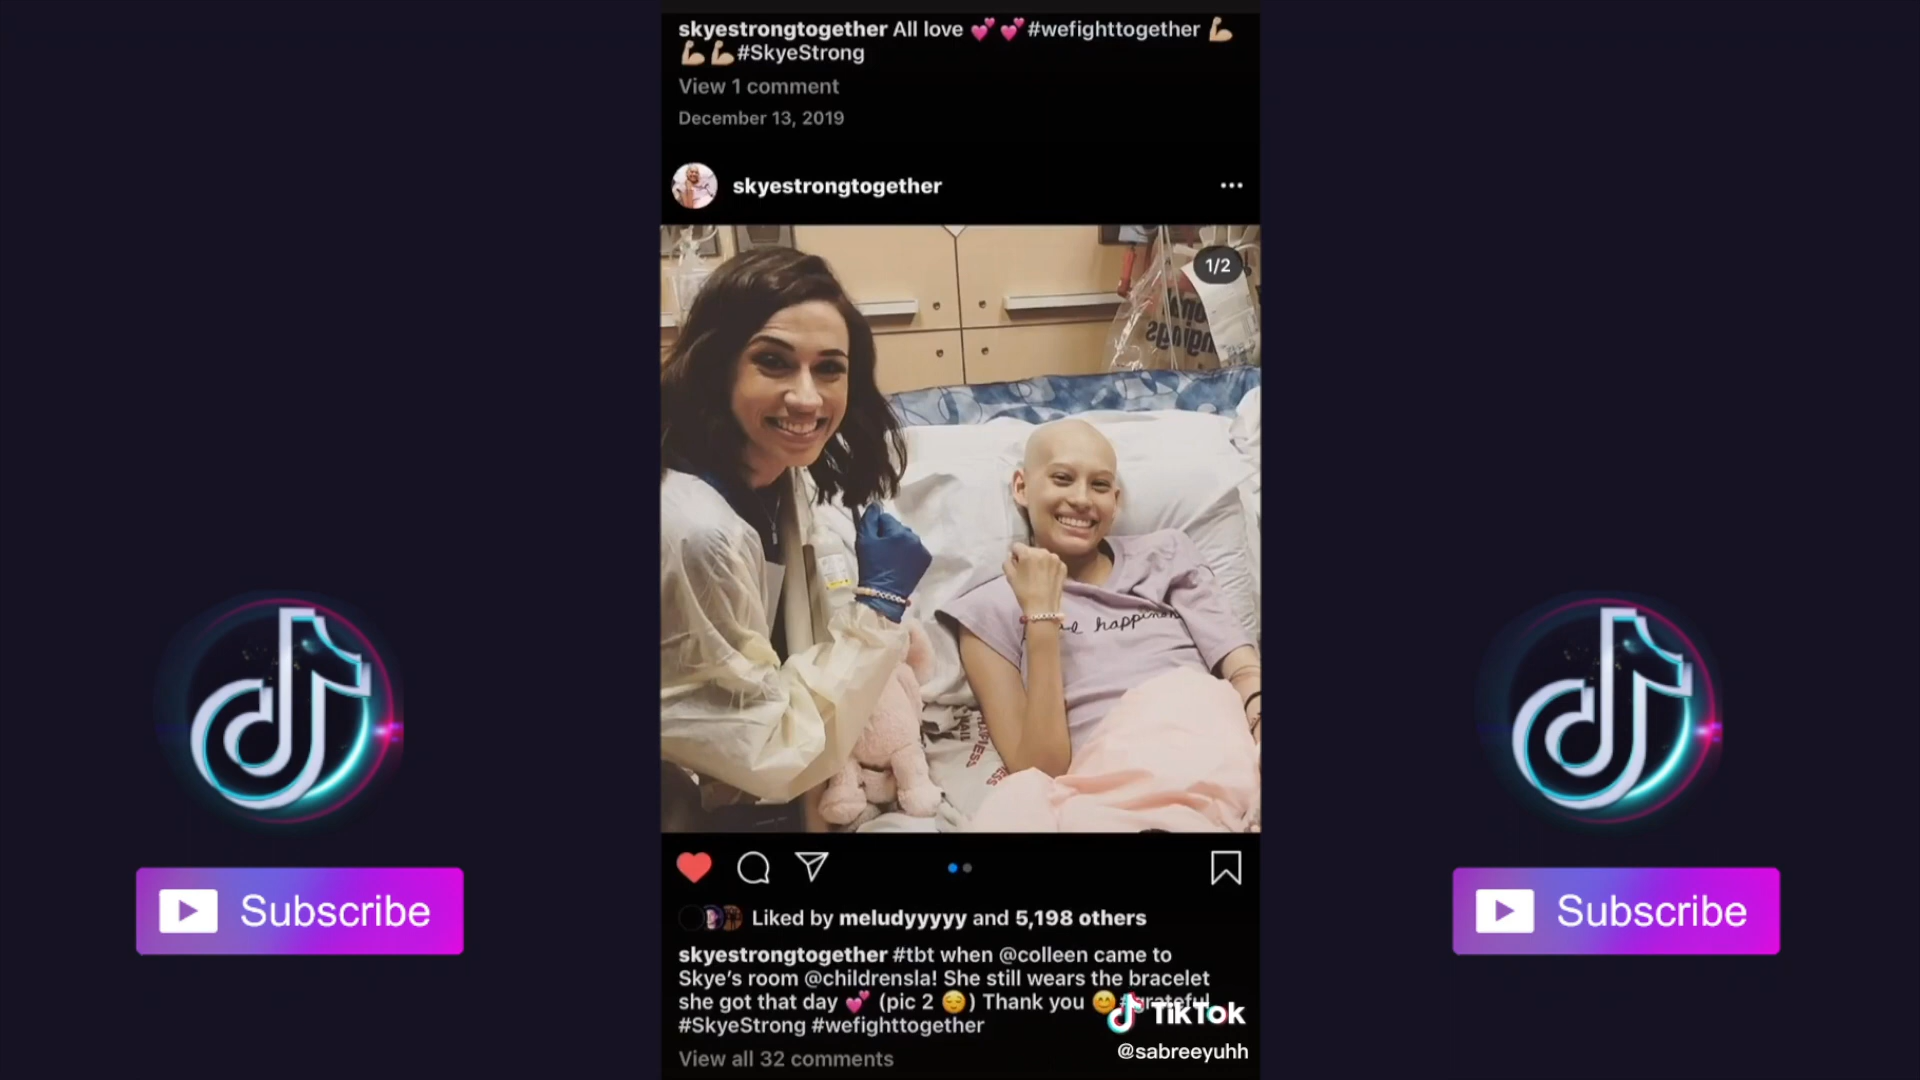 skyestrongtogether All love 💕 💕 #wefighttogether 💪🏼
💪🏼 💪🏼 #SkyeStrong
View 1 comment
December 13, 2019
skyestrongtogether
1/2
happiness
Liked by meludyyyyy and 5,198 others
skyestrongtogether #tbt when @colleen came to
Skye's room @childrensla! She still wears the bracelet
she got that day 💕 (pic 2 😌) Thank you 😊 #grateful
#SkyeStrong #wefighttogether
View all 32 comments
TikTok
@sabreeyuhh
Subscribe
Subscribe